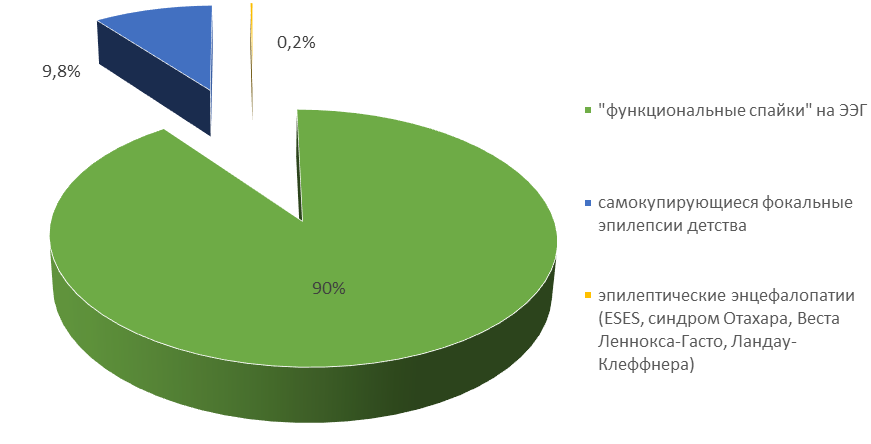 0,2%
9,8%
90%
"функциональные спайки" на ЭЭГ
самокупирующиеся фокальные
эпилепсии детства
эпилептические энцефалопатии
(ESES, синдром Отахара, Веста
Леннокса-Гасто, Ландау-
Клеффнера)